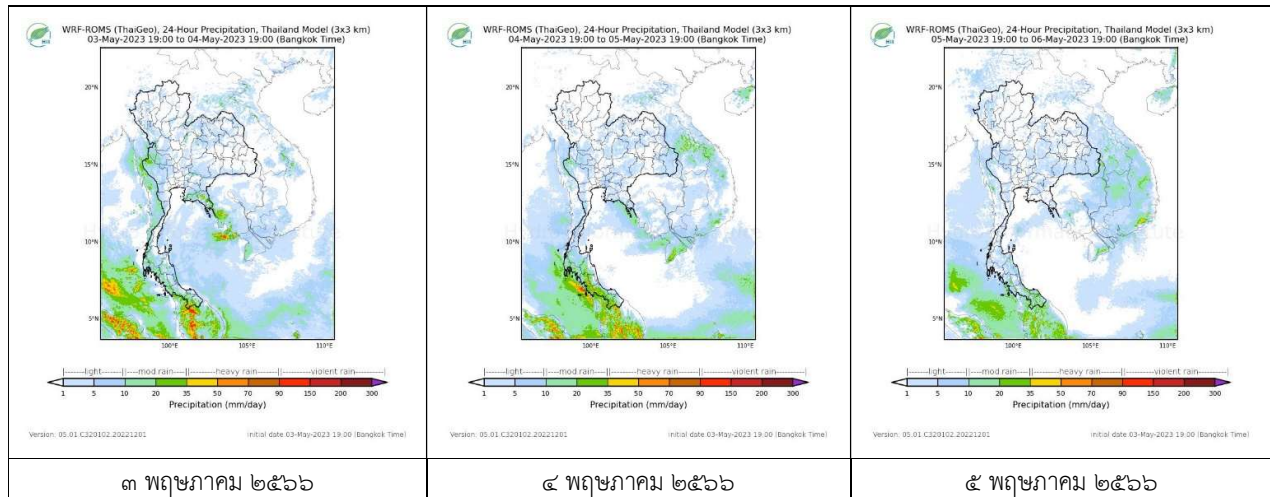 WRF-ROMS (ThaiGeo), 24-Hour Precipitation, Thailand Model (3x3 km)
03-May-2023 19:00 to 04-May-2023 19:00 (Bangkok Time)
20°N
15°N
10°N
5°N
100°E 105°E 110°E
|--------light--------||----mod rain-----||--------heavy rain--------||------violent rain------|
1 5 10 20 35 50 70 90 150 200 300
Precipitation (mm/day)
Version: 05.01.C320102.20221201 initial date 03-May-2023 19.00 (Bangkok Time)
๓ พฤษภาคม ๒๕๖๖
WRF-ROMS (ThaiGeo), 24-Hour Precipitation, Thailand Model (3x3 km)
04-May-2023 19:00 to 05-May-2023 19:00 (Bangkok Time)
20°N
15°N
10°N
5°N
100°E 105°E 110°E
|--------light--------||----mod rain-----||--------heavy rain--------||------violent rain------|
1 5 10 20 35 50 70 90 150 200 300
Precipitation (mm/day)
Version: 05.01.C320102.20221201 initial date 03-May-2023 19.00 (Bangkok Time)
๔ พฤษภาคม ๒๕๖๖
WRF-ROMS (ThaiGeo), 24-Hour Precipitation, Thailand Model (3x3 km)
05-May-2023 19:00 to 06-May-2023 19:00 (Bangkok Time)
20°N
15°N
10°N
5°N
100°E 105°E 110°E
|--------light--------||----mod rain-----||--------heavy rain--------||------violent rain------|
1 5 10 20 35 50 70 90 150 200 300
Precipitation (mm/day)
Version: 05.01.C320102.20221201 initial date 03-May-2023 19.00 (Bangkok Time)
๕ พฤษภาคม ๒๕๖๖